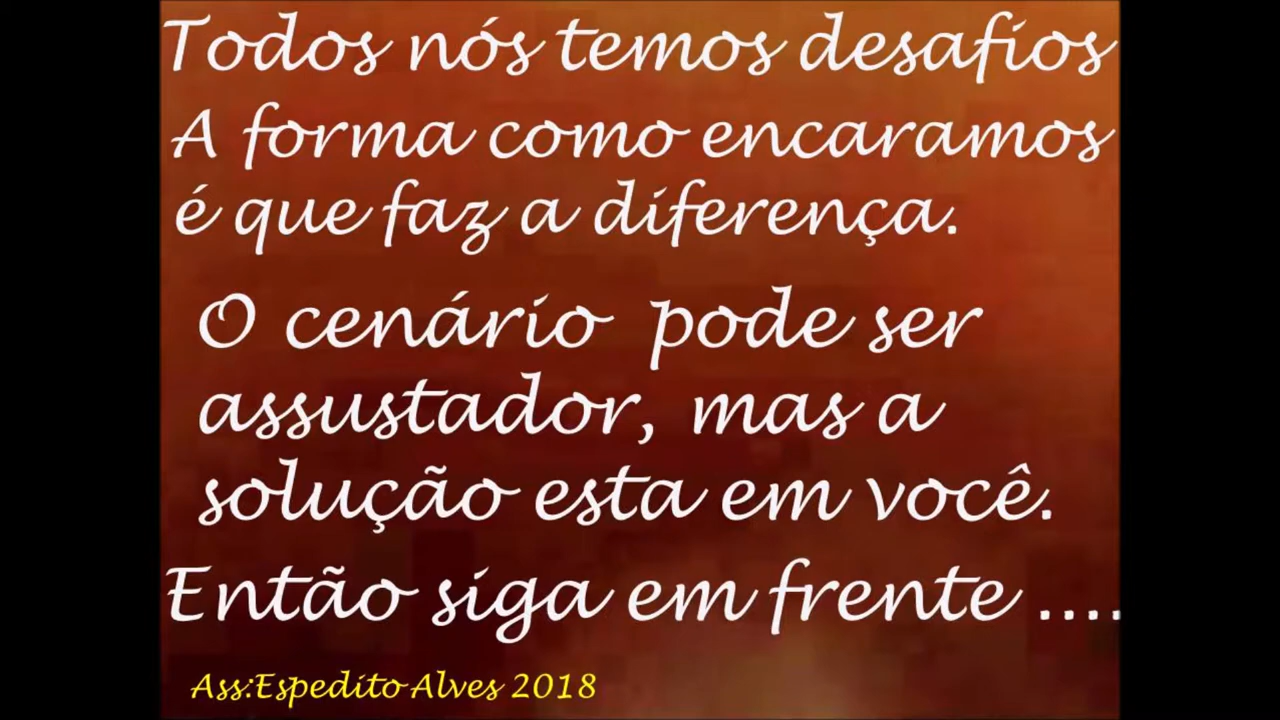 Todos nós temos desafios
A forma como encaramos
é que faz a diferença.
O cenário pode ser
assustador, mas a
solução esta em você.
Então siga em frente ....
Ass:Espedito Alves 2018